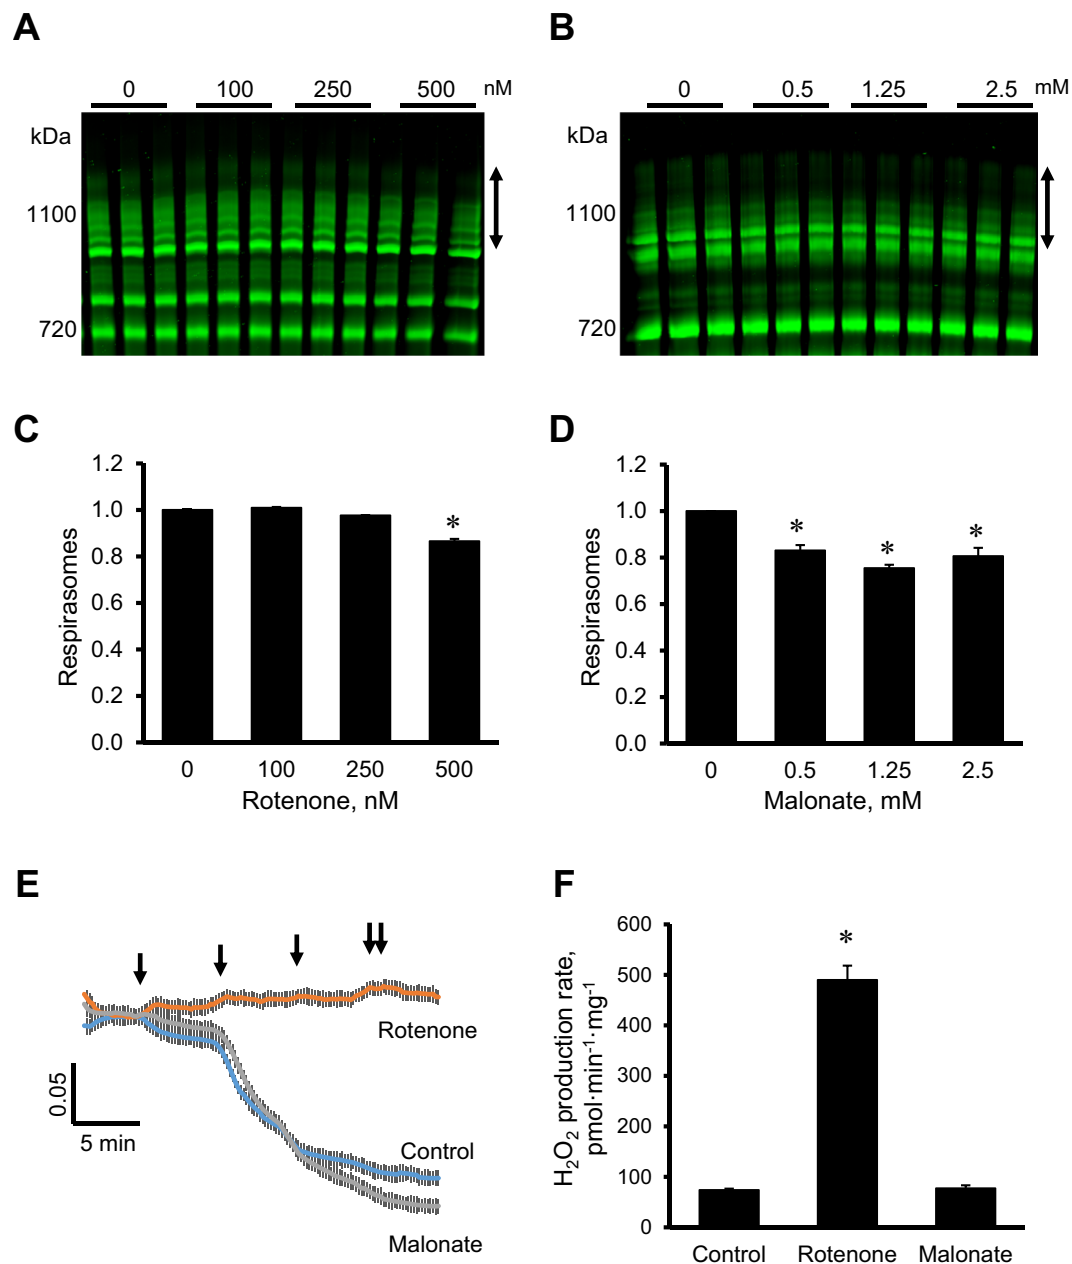 A
B
0 100 250 500 nM
0 0.5 1.25 2.5 mM
kDa
1100
720
kDa
1100
720
C
Respirasomes
1.2
1.0
0.8
0.6
0.4
0.2
0.0
*
0 100 250 500
Rotenone, nM
D
Respirasomes
1.2
1.0
0.8
0.6
0.4
0.2
0.0
* * *
0 0.5 1.25 2.5
Malonate, mM
E
Rotenone
0.05
5 min
Control
Malonate
F
H₂O₂ production rate,
pmol·min⁻¹·mg⁻¹
600
500
400
300
200
100
0
*
Control Rotenone Malonate